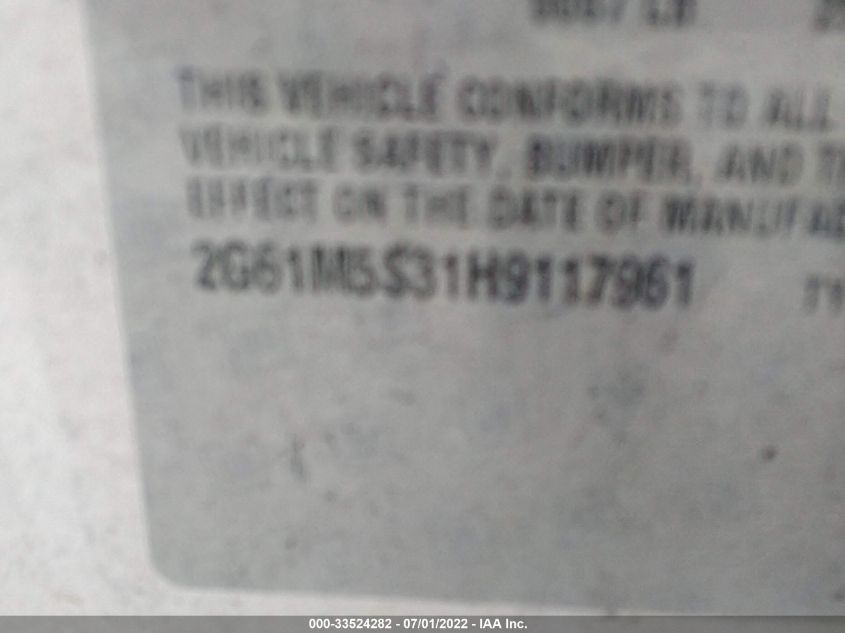 THIS VEHICLE CONFORMS TO ALL
VEHICLE SAFETY, BUMPER, AND
EFFECT ON THE DATE OF
2G61M5S31H9117961
000-33524282 - 07/01/2022 - IAA Inc.